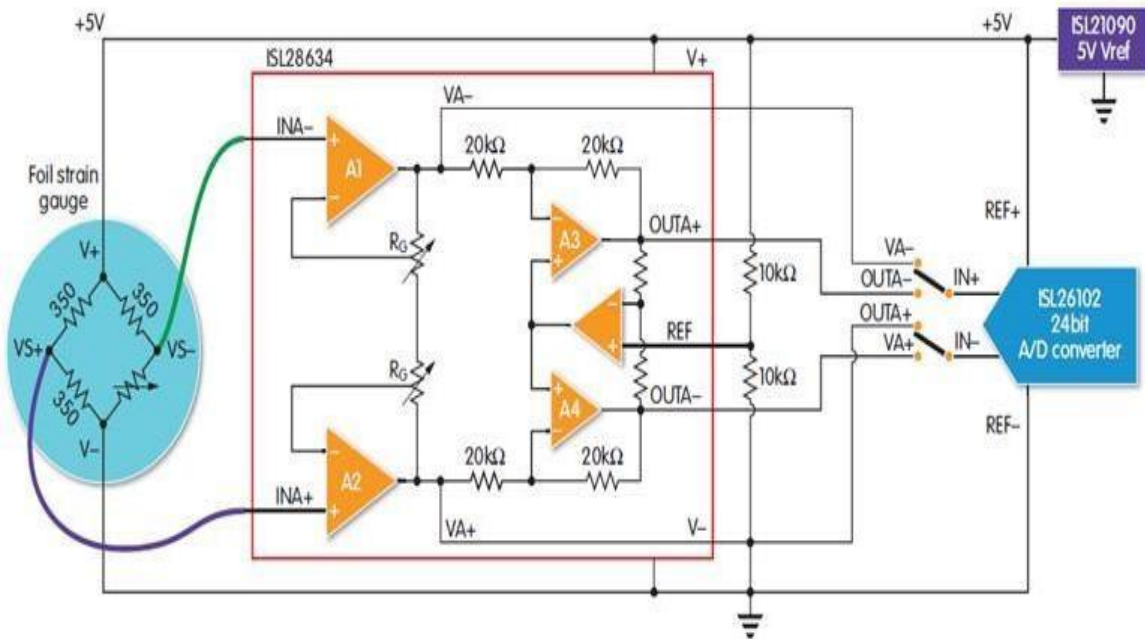 +5V
+5V
ISL21090
5V Vref
ISL28634
V+
VA–
INA–
+
A1
–
20kΩ
20kΩ
Foil strain
gauge
V+
350
350
VS+
VS–
350
V–
RG
RG
–
A3
+
OUTA+
–
+
REF
10kΩ
10kΩ
+
A4
–
OUTA–
REF+
VA–
OUTA–
IN+
OUTA+
VA+
IN–
ISL26102
24bit
A/D converter
REF–
20kΩ
20kΩ
–
A2
+
INA+
VA+
V–